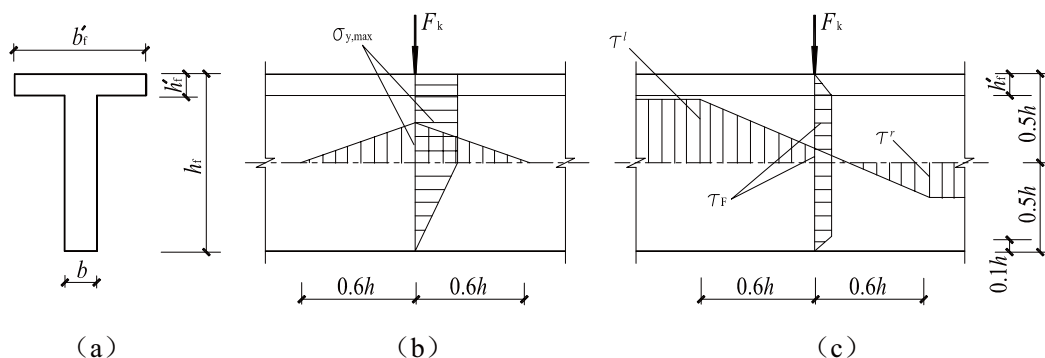 b′f
h′f
hf
b
(a)
Fk
σy,max
0.6h
0.6h
(b)
Fk
τl
τr
τF
h′f
0.5h
0.5h
0.1h
0.6h
0.6h
(c)